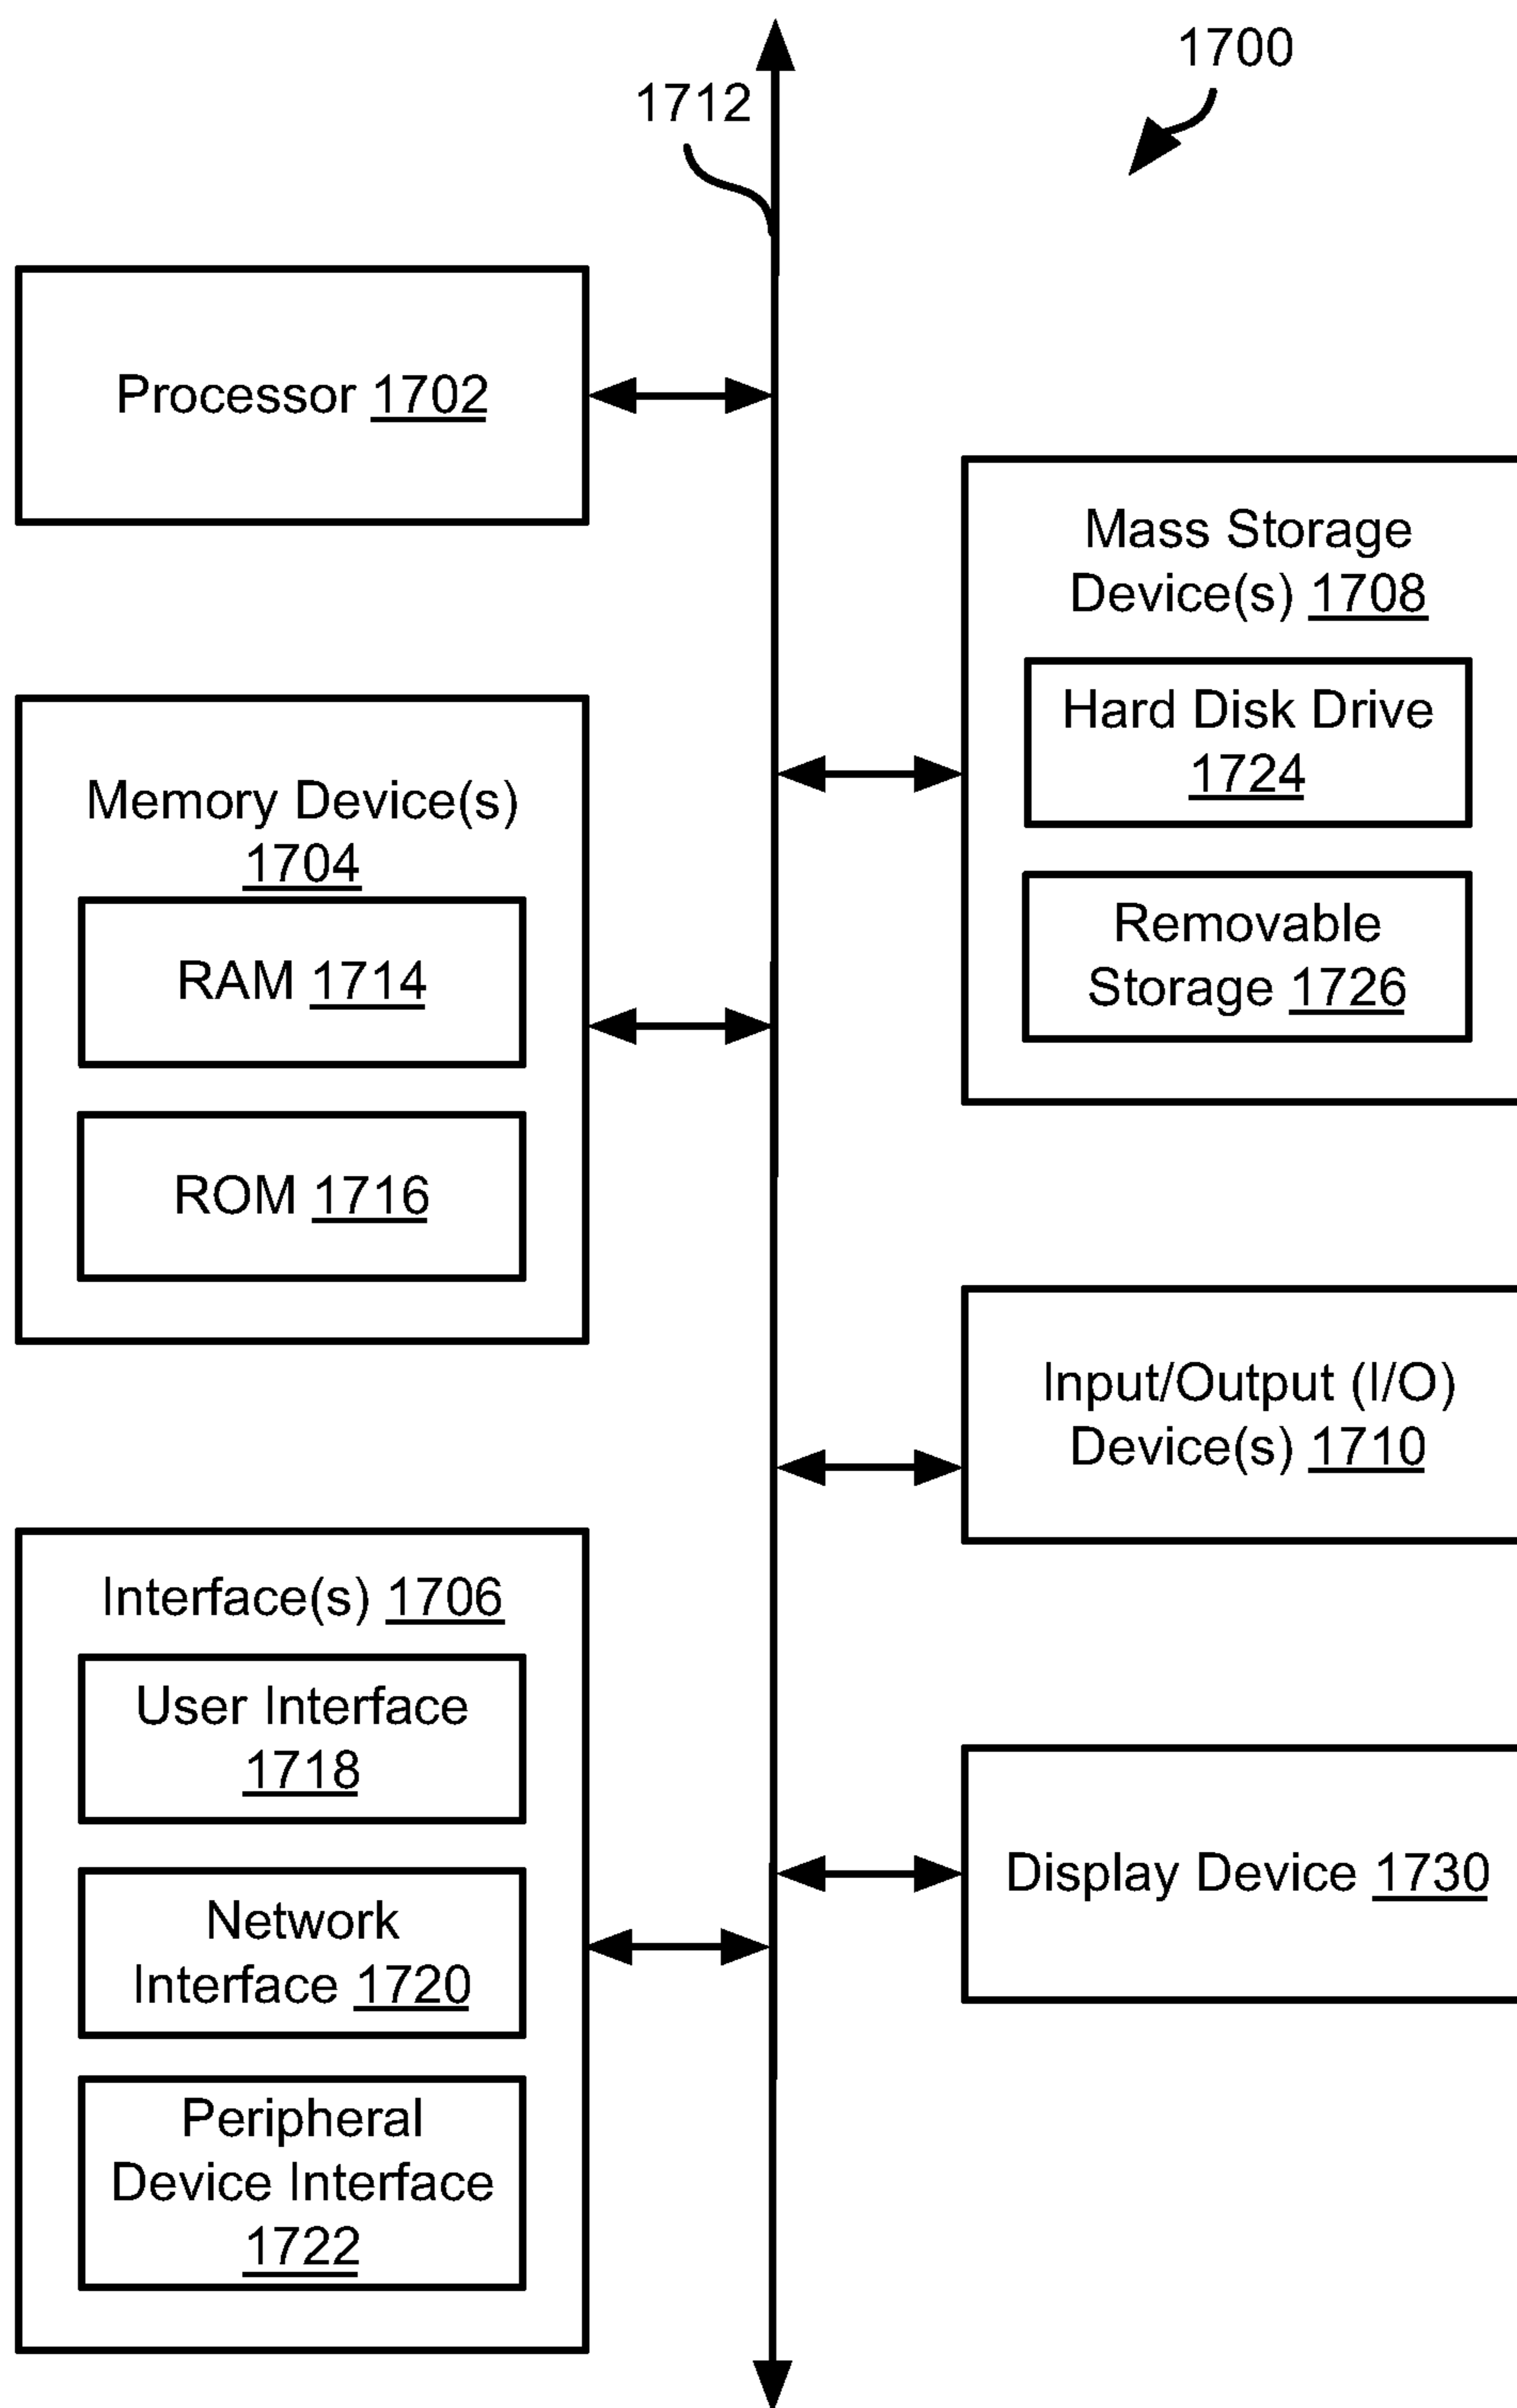 1700
1712
Processor 1702
Mass Storage
Device(s) 1708
Hard Disk Drive
1724
Removable
Storage 1726
Memory Device(s)
1704
RAM 1714
ROM 1716
Input/Output (I/O)
Device(s) 1710
Interface(s) 1706
User Interface
1718
Network
Interface 1720
Peripheral
Device Interface
1722
Display Device 1730